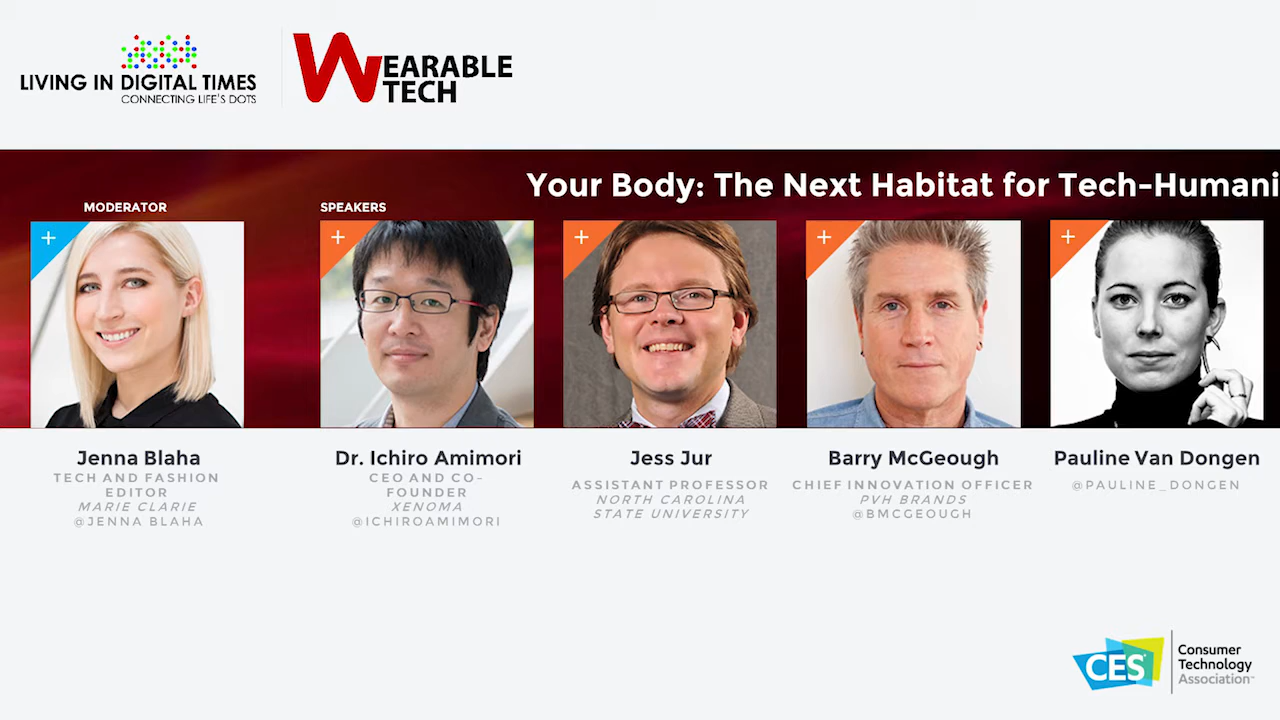 LIVING IN DIGITAL TIMES
CONNECTING LIFE'S DOTS
WEARABLE
TECH
Your Body: The Next Habitat for Tech-Humani
MODERATOR
SPEAKERS
Jenna Blaha
TECH AND FASHION
EDITOR
MARIE CLARIE
@JENNA BLAHA
Dr. Ichiro Amimori
CEO AND CO-
FOUNDER
XENOMA
@ICHIROAMIMORI
Jess Jur
ASSISTANT PROFESSOR
NORTH CAROLINA
STATE UNIVERSITY
Barry McGeough
CHIEF INNOVATION OFFICER
PVH BRANDS
@BMCGEOUGH
Pauline Van Dongen
@PAULINE_DONGEN
CES
Consumer
Technology
Association